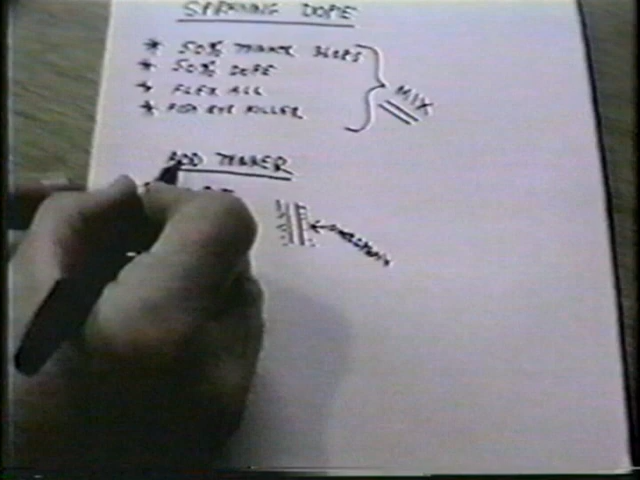 SPRAYING DOPE
* 50% THINNER
* 50% DOPE
* FLEX ALL
* FISH EYE KILLER
MIX
ADD THINNER